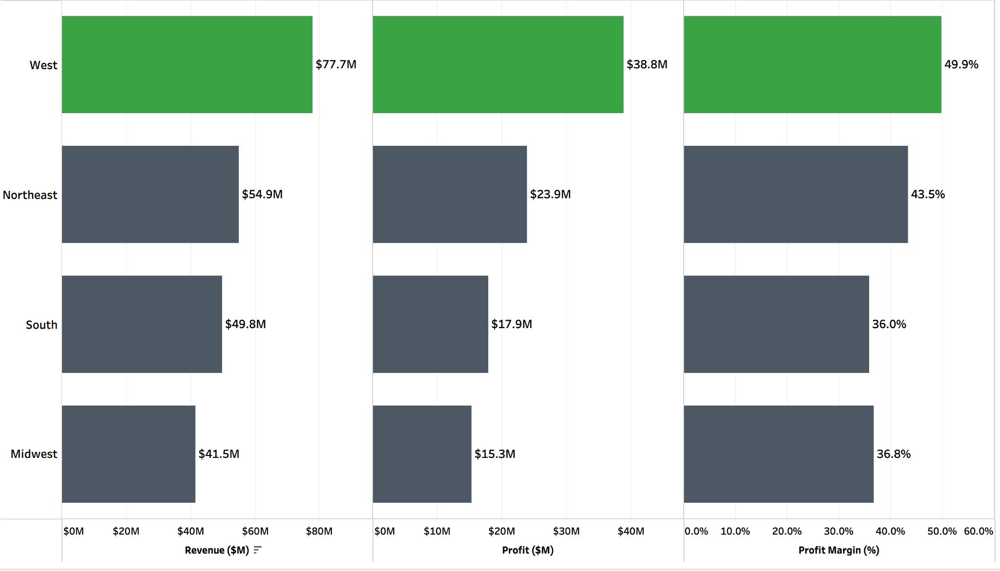 West $77.7M $38.8M 49.9%
Northeast $54.9M $23.9M 43.5%
South $49.8M $17.9M 36.0%
Midwest $41.5M $15.3M 36.8%
$0M $20M $40M $60M $80M $0M $10M $20M $30M $40M 0.0% 10.0% 20.0% 30.0% 40.0% 50.0% 60.0%
Revenue ($M) Profit ($M) Profit Margin (%)